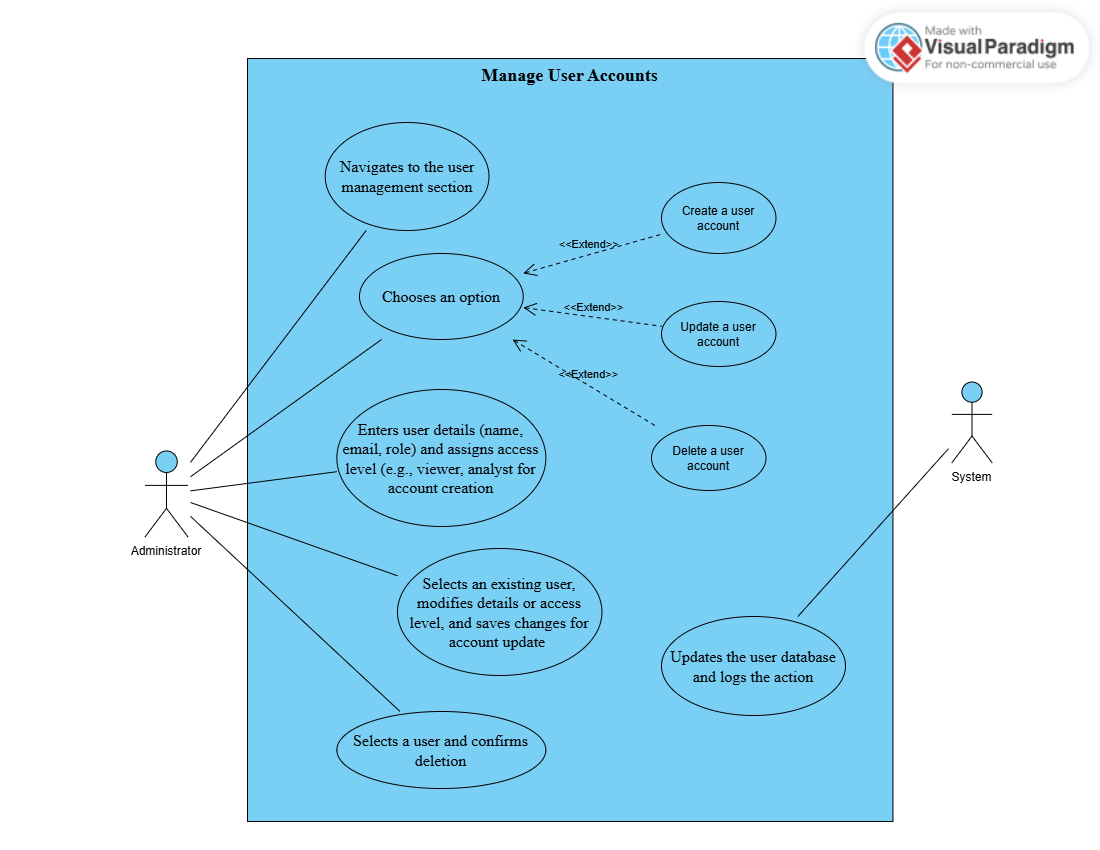 Made with
Visual Paradigm
For non-commercial use
Manage User Accounts
Navigates to the user
management section
Create a user
account
<<Extend>>
Chooses an option
<<Extend>>
Update a user
account
<<Extend>>
Enters user details (name,
email, role) and assigns access
level (e.g., viewer, analyst for
account creation
Delete a user
account
System
Administrator
Selects an existing user,
modifies details or access
level, and saves changes for
account update
Updates the user database
and logs the action
Selects a user and confirms
deletion